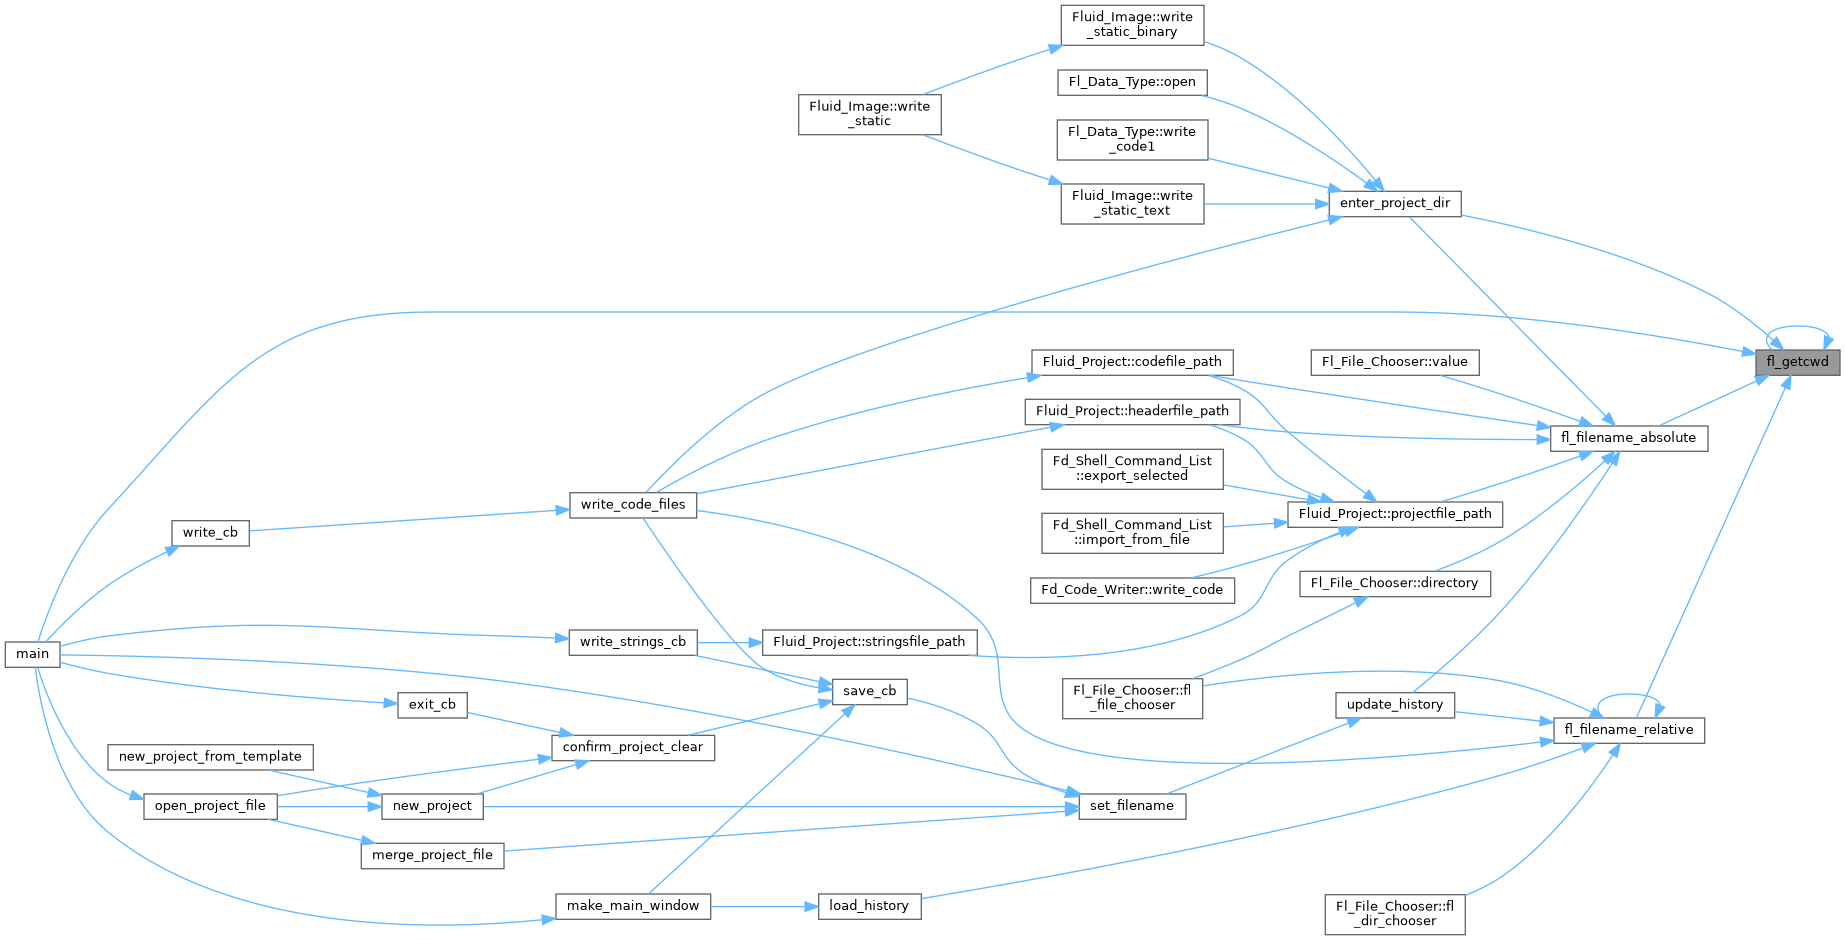 Fluid_Image::write
_static_binary
Fl_Data_Type::open
Fluid_Image::write
_static
Fl_Data_Type::write
_code1
Fluid_Image::write
_static_text
enter_project_dir
Fluid_Project::codefile_path
Fl_File_Chooser::value
fl_getcwd
Fluid_Project::headerfile_path
fl_filename_absolute
Fd_Shell_Command_List
::export_selected
write_code_files
Fluid_Project::projectfile_path
write_cb
Fd_Shell_Command_List
::import_from_file
Fd_Code_Writer::write_code
Fl_File_Chooser::directory
main
write_strings_cb
Fluid_Project::stringsfile_path
exit_cb
save_cb
Fl_File_Chooser::fl
_file_chooser
update_history
fl_filename_relative
new_project_from_template
confirm_project_clear
open_project_file
new_project
set_filename
merge_project_file
make_main_window
load_history
Fl_File_Chooser::fl
_dir_chooser